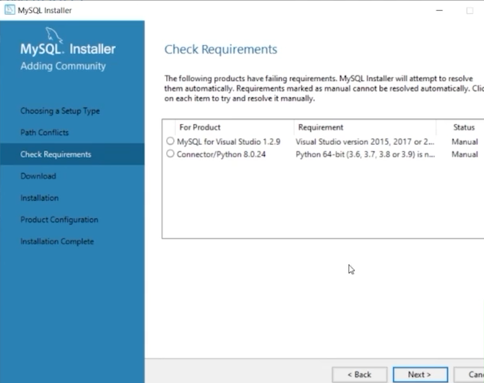 MySQL Installer
MySQL. Installer
Adding Community
Choosing a Setup Type
Path Conflicts
Check Requirements
Download
Installation
Product Configuration
Installation Complete
Check Requirements
The following products have failing requirements. MySQL Installer will attempt to resolve
them automatically. Requirements marked as manual cannot be resolved automatically. Clic
on each item to try and resolve it manually.
For Product Requirement Status
MySQL for Visual Studio 1.2.9 Visual Studio version 2015, 2017 or 2... Manual
Connector/Python 8.0.24 Python 64-bit (3.6, 3.7, 3.8 or 3.9) is n... Manual
< Back Next > Canc